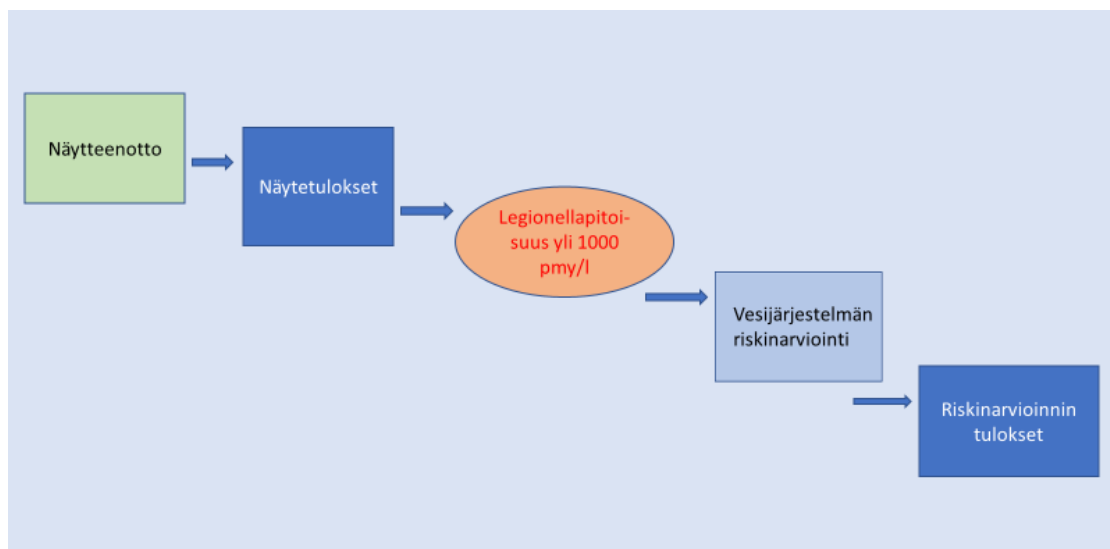 Näytteenotto
Näytetulokset
Legionellapitoi-
suus yli 1000
pmy/l
Vesijärjestelmän
riskinarviointi
Riskinarvioinnin
tulokset